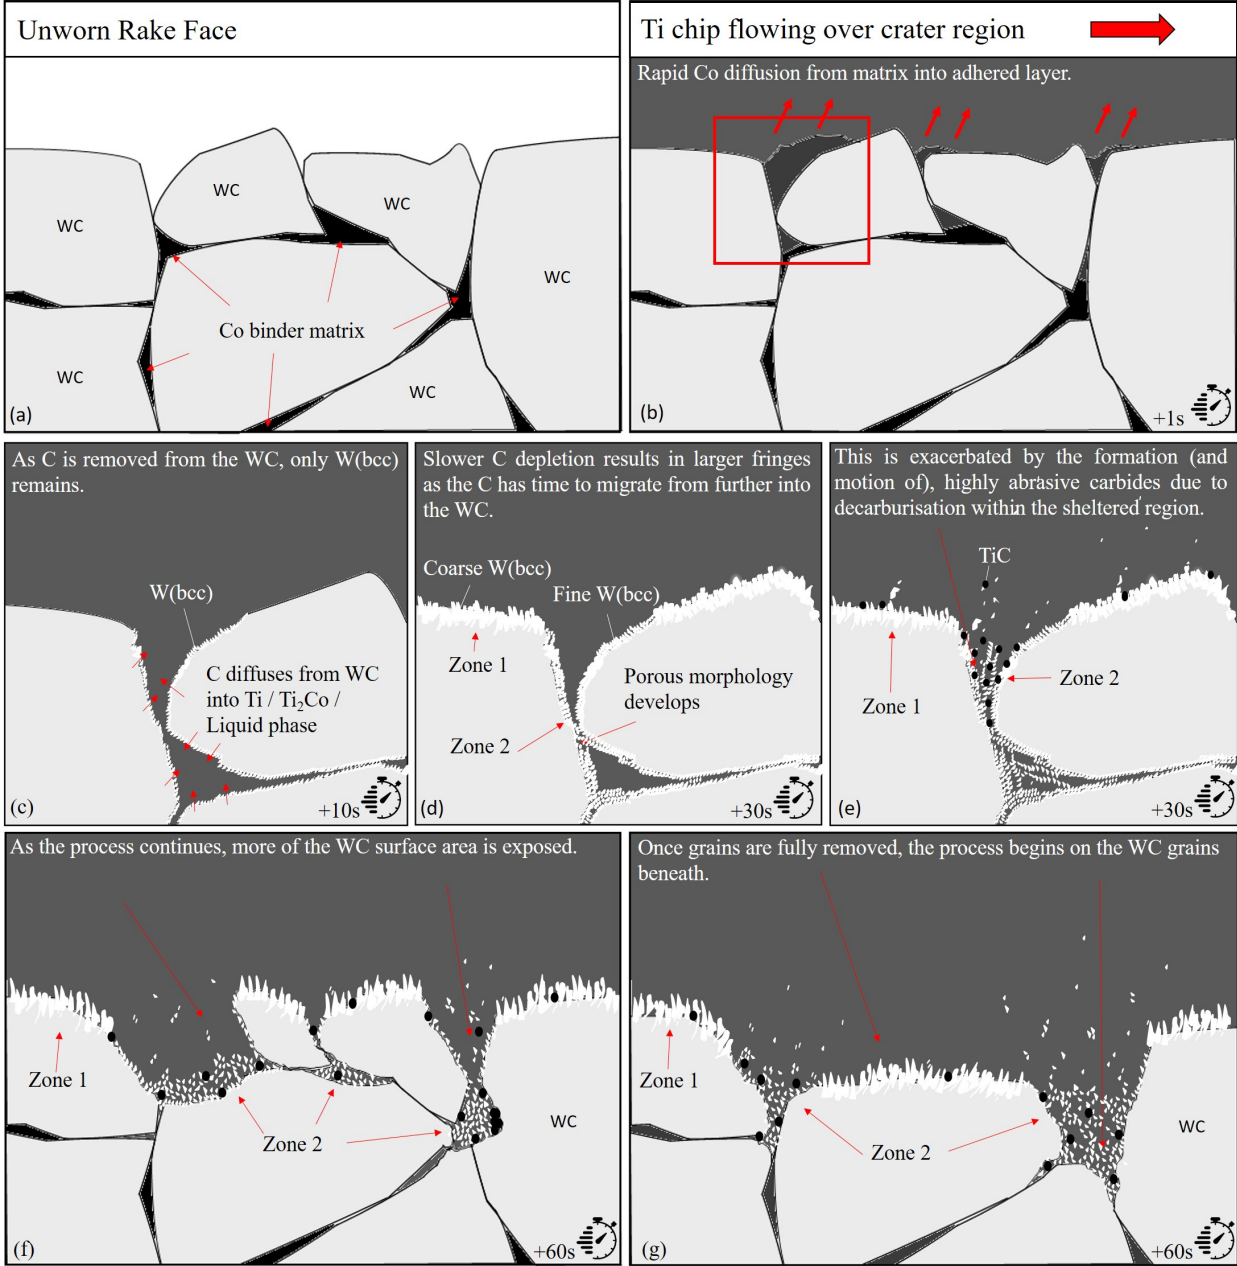 Unworn Rake Face
WC
WC
WC
WC
Co binder matrix
WC
WC
(a)
Ti chip flowing over crater region
Rapid Co diffusion from matrix into adhered layer.
(b)
+1s
As C is removed from the WC, only W(bcc)
remains.
W(bcc)
C diffuses from WC
into Ti / Ti₂Co /
Liquid phase
(c)
+10s
Slower C depletion results in larger fringes
as the C has time to migrate from further into
the WC.
Coarse W(bcc)
Fine W(bcc)
Zone 1
Porous morphology
develops
Zone 2
(d)
+30s
This is exacerbated by the formation (and
motion of), highly abrasive carbides due to
decarburisation within the sheltered region.
TiC
Zone 2
Zone 1
(e)
+30s
As the process continues, more of the WC surface area is exposed.
Zone 1
Zone 2
WC
(f)
+60s
Once grains are fully removed, the process begins on the WC grains
beneath.
Zone 1
WC
Zone 2
(g)
+60s